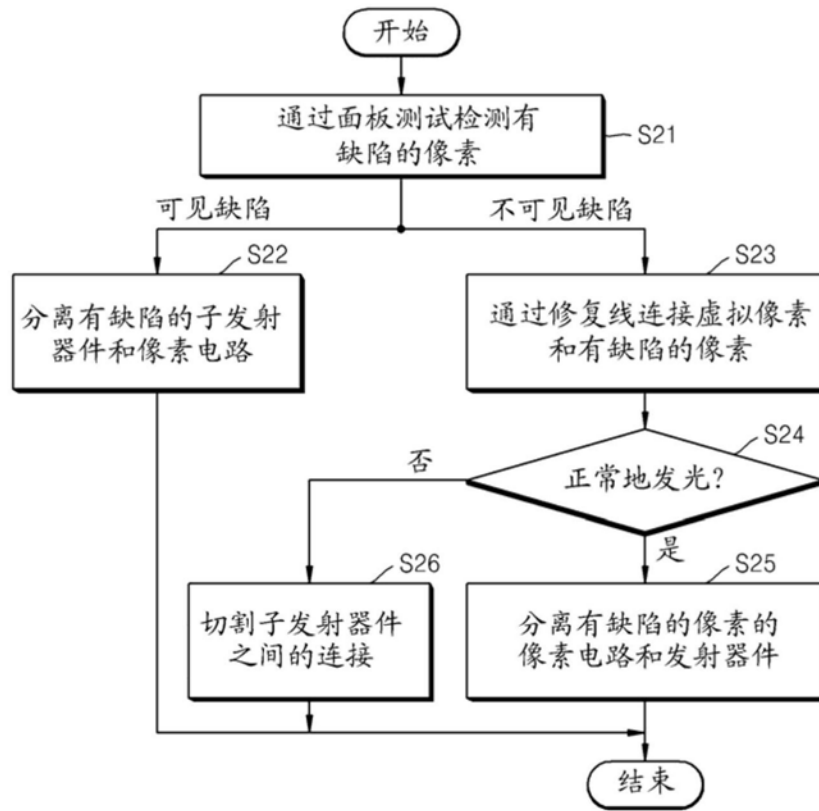 开始
通过面板测试检测有
缺陷的像素
S21
可见缺陷
不可见缺陷
S22
分离有缺陷的子发射
器件和像素电路
S23
通过修复线连接虚拟像素
和有缺陷的像素
S24
正常地发光?
否
是
S26
切割子发射器件
之间的连接
S25
分离有缺陷的像素的
像素电路和发射器件
结束